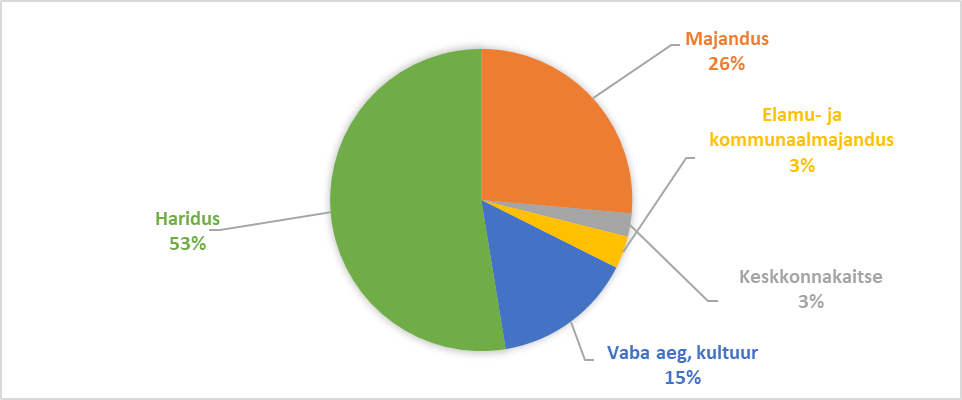 Majandus
26%
Elamu- ja
kommunaalmajandus
3%
Haridus
53%
Keskkonnakaitse
3%
Vaba aeg, kultuur
15%